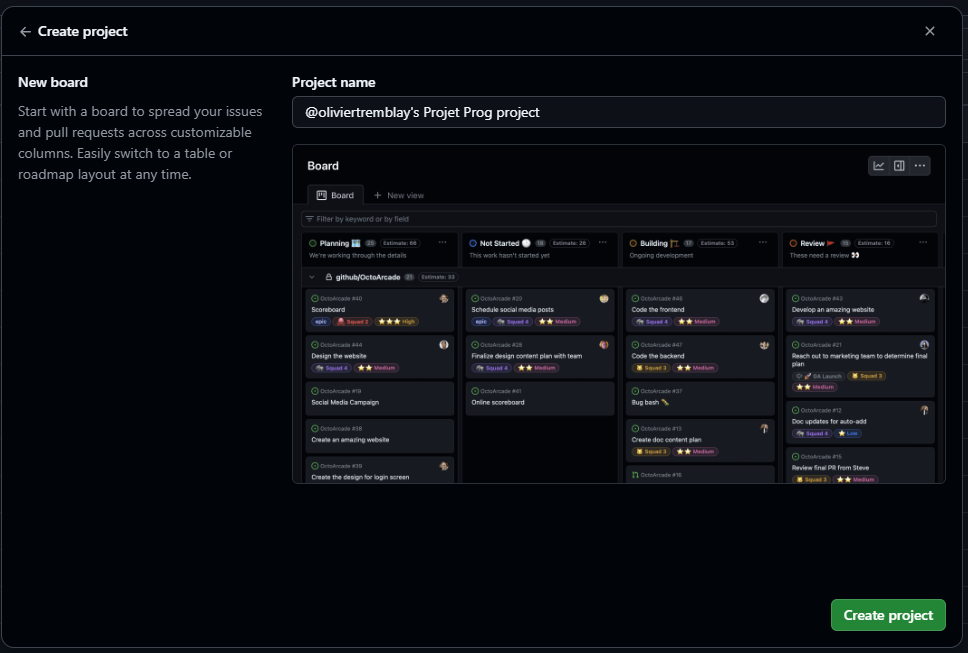 Create project
New board
Start with a board to spread your issues
and pull requests across customizable
columns. Easily switch to a table or
roadmap layout at any time.
Project name
@oliviertremblay's Projet Prog project
Board
Board
New view
Filter by keyword or by field
Planning 25 Estimate: 66
We're working through the details
Not Started Estimate: 26
This work hasn't started yet
Building 17 Estimate: 53
Ongoing development
Review 15 Estimate: 16
These need a review
github/OctoArcade 21 Estimate: 33
OctoArcade #40
Scoreboard
epic Squad 2 High
OctoArcade #44
Design the website
Squad 4 Medium
OctoArcade #19
Social Media Campaign
OctoArcade #38
Create an amazing website
OctoArcade #39
Create the design for login screen
OctoArcade #20
Schedule social media posts
epic Squad 4 Medium
OctoArcade #28
Finalize design content plan with team
Squad 4 Medium
OctoArcade #41
Online scoreboard
OctoArcade #46
Code the frontend
Squad 4 Medium
OctoArcade #47
Code the backend
Squad 3 Medium
OctoArcade #37
Bug bash
OctoArcade #13
Create doc content plan
Squad 3 Medium
OctoArcade #16
OctoArcade #43
Develop an amazing website
Squad 4 Medium
OctoArcade #21
Reach out to marketing team to determine final
plan
GA Launch Squad 3
Medium
OctoArcade #12
Doc updates for auto-add
Squad 4 Low
OctoArcade #15
Review final PR from Steve
Squad 3 Medium
Create project